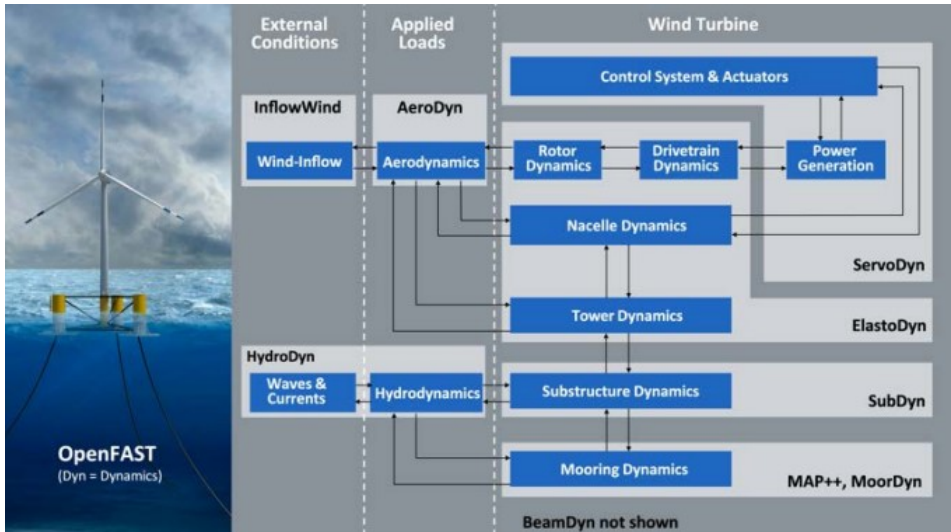 External
Conditions
Applied
Loads
Wind Turbine
Control System & Actuators
InflowWind
AeroDyn
Wind-Inflow
Aerodynamics
Rotor
Dynamics
Drivetrain
Dynamics
Power
Generation
Nacelle Dynamics
ServoDyn
Tower Dynamics
ElastoDyn
HydroDyn
Waves &
Currents
Hydrodynamics
Substructure Dynamics
SubDyn
OpenFAST
(Dyn = Dynamics)
Mooring Dynamics
MAP++, MoorDyn
BeamDyn not shown